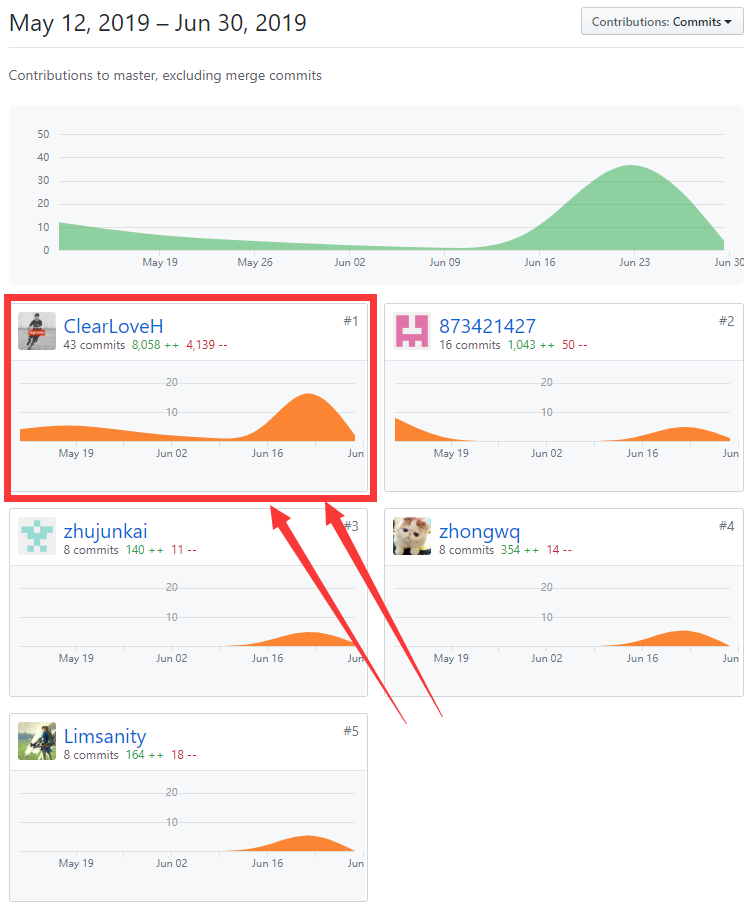 May 12, 2019 – Jun 30, 2019
Contributions: Commits
Contributions to master, excluding merge commits
50
40
30
20
10
0
May 19 May 26 Jun 02 Jun 09 Jun 16 Jun 23 Jun 30
ClearLoveH #1
43 commits 8,058 ++ 4,139 --
20
10
May 19 Jun 02 Jun 16 Jun
873421427 #2
16 commits 1,043 ++ 50 --
20
10
May 19 Jun 02 Jun 16 Jun
zhujunkai #3
8 commits 140 ++ 11 --
20
10
May 19 Jun 02 Jun 16 Jun
zhongwq #4
8 commits 354 ++ 14 --
20
10
May 19 Jun 02 Jun 16 Jun
Limsanity #5
8 commits 164 ++ 18 --
20
10
May 19 Jun 02 Jun 16 Jun